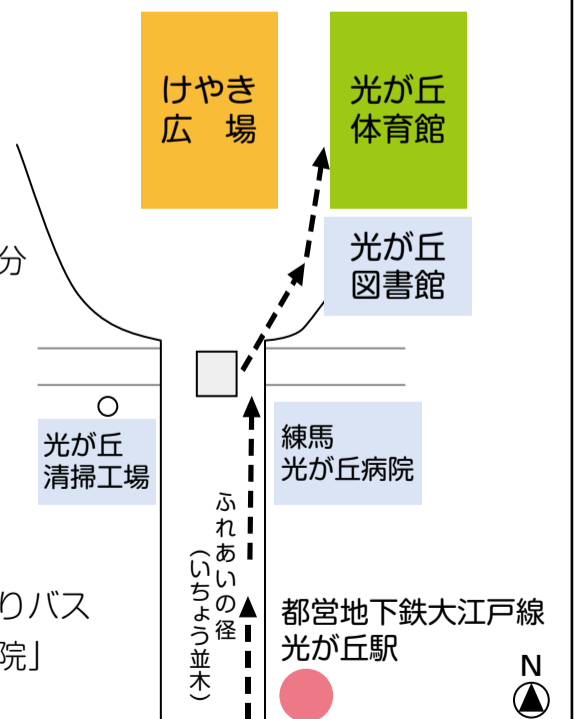 けやき
広　場
光が丘
体育館
光が丘
図書館
分
光が丘
清掃工場
練馬
光が丘病院
ふれあいの径
（いちょう並木）
りバス
院」
都営地下鉄大江戸線
光が丘駅
N